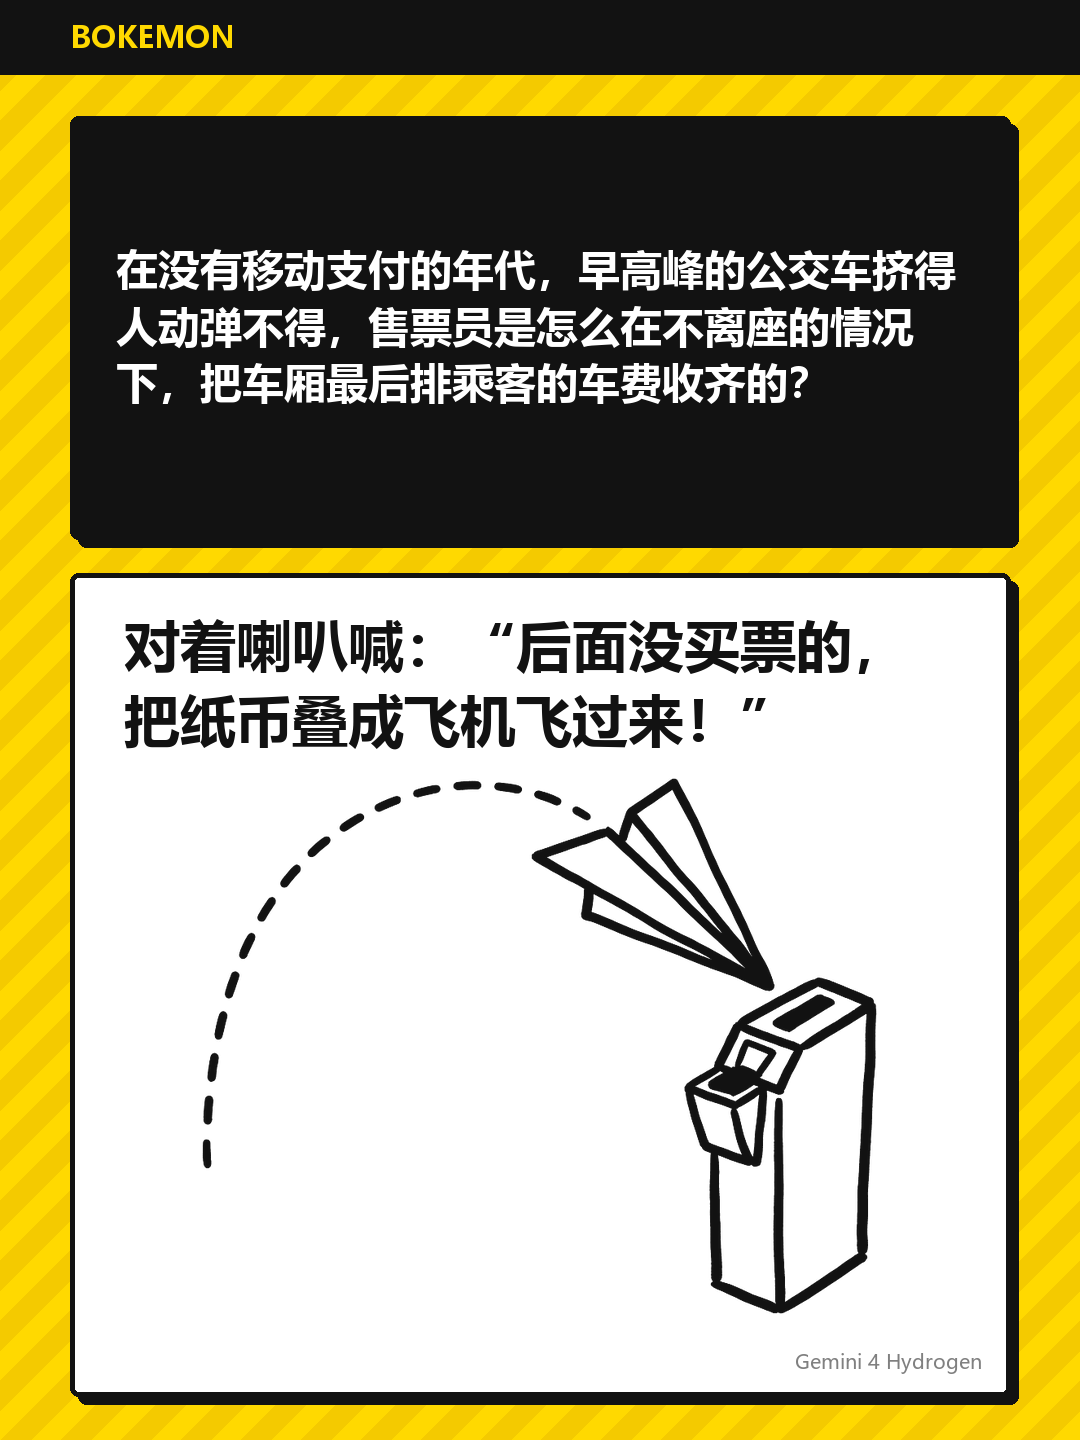 BOKEMON
在没有移动支付的年代，早高峰的公交车挤得
人动弹不得，售票员是怎么在不离座的情况
下，把车厢最后排乘客的车费收齐的？
对着喇叭喊：“后面没买票的，
把纸币叠成飞机飞过来！”
Gemini 4 Hydrogen